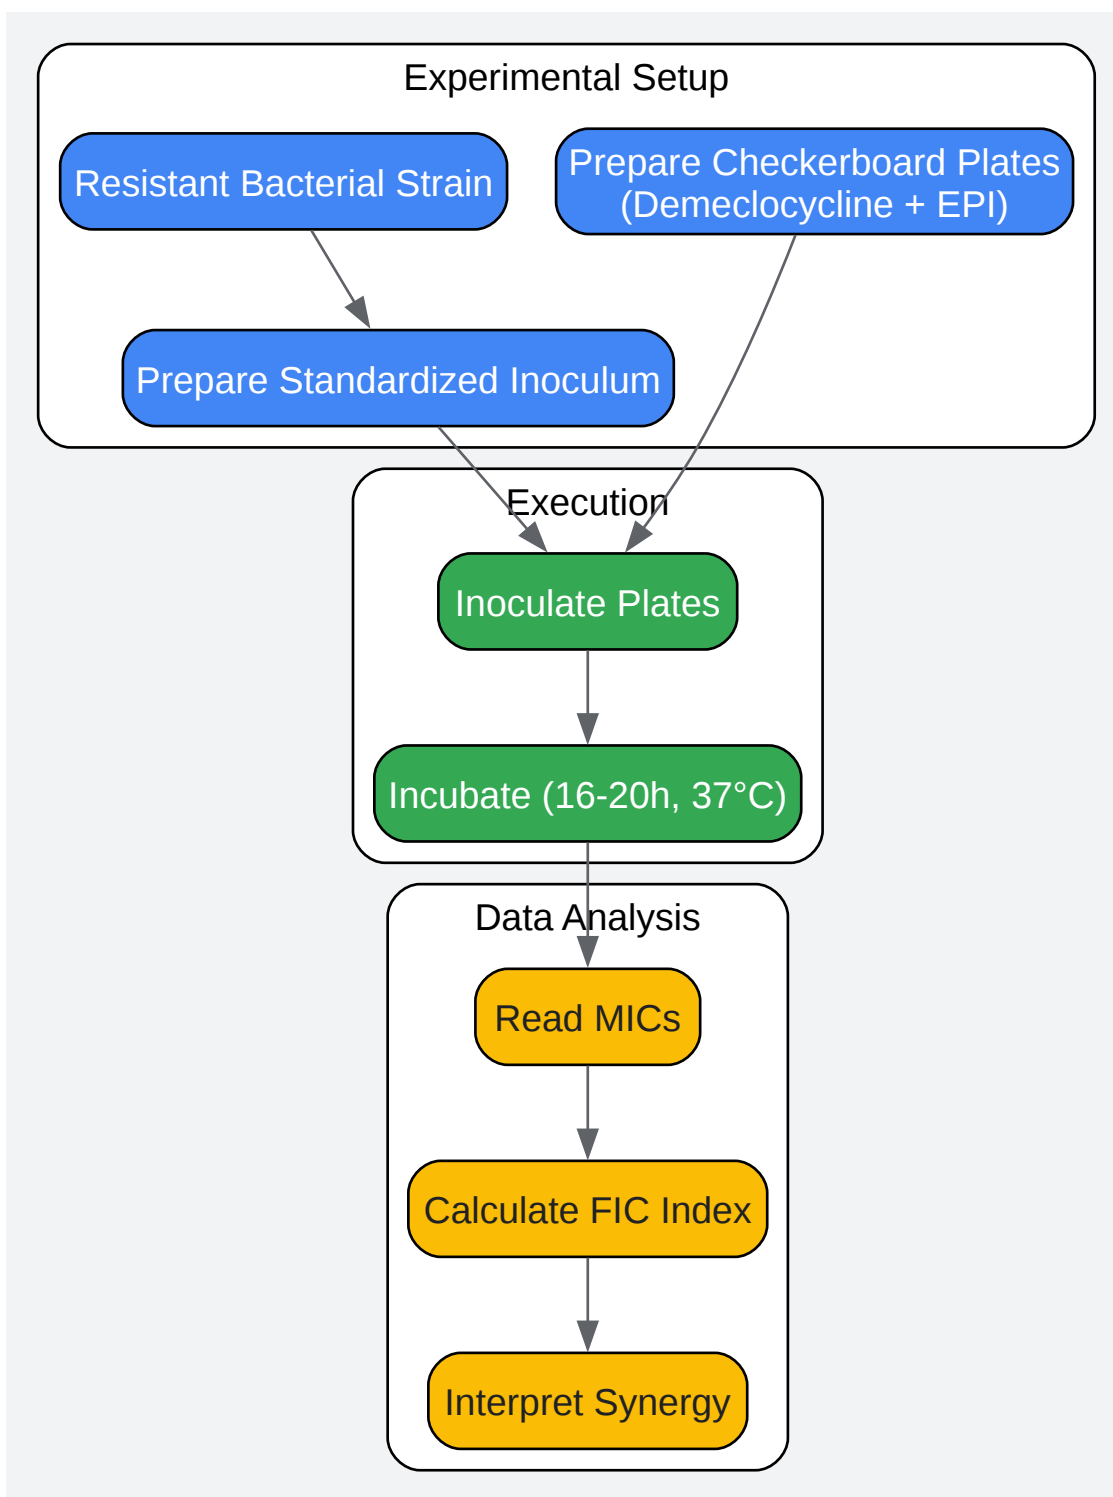 Experimental Setup
Resistant Bacterial Strain
Prepare Checkerboard Plates
(Demeclocycline + EPI)
Prepare Standardized Inoculum
Execution
Inoculate Plates
Incubate (16-20h, 37°C)
Data Analysis
Read MICs
Calculate FIC Index
Interpret Synergy